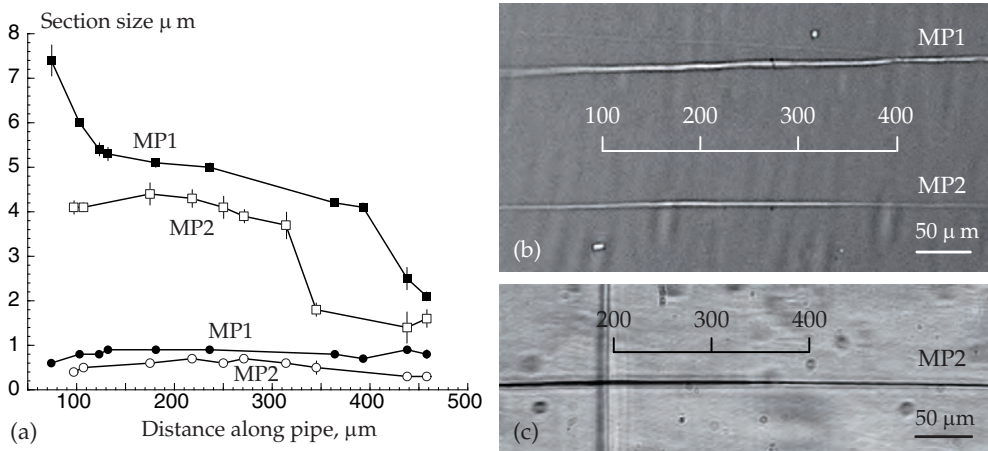 Section size µ m
8
7
6
5
4
3
2
1
0
MP1
MP2
MP1
MP2
100 200 300 400 500
(a) Distance along pipe, µm
MP1
100 200 300 400
MP2
(b) 50 µ m
200 300 400
MP2
(c) 50 µm